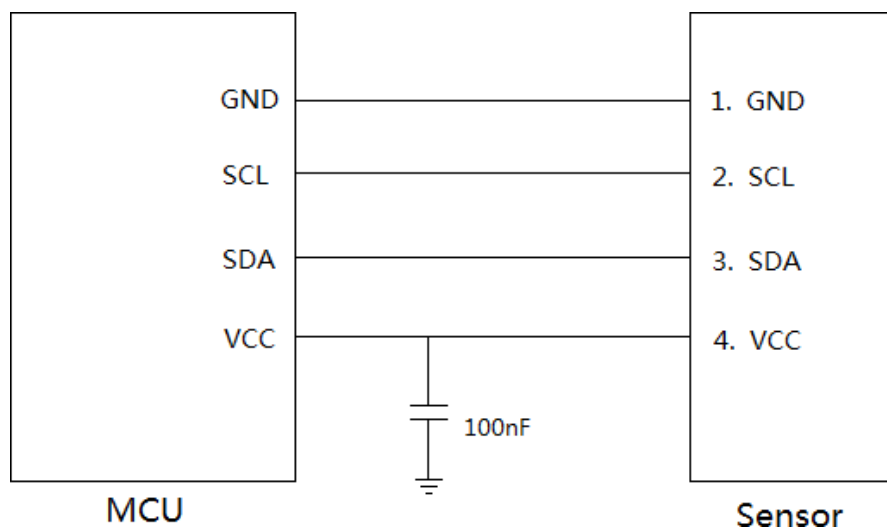 GND 1. GND
SCL 2. SCL
SDA 3. SDA
VCC 4. VCC
100nF
MCU Sensor